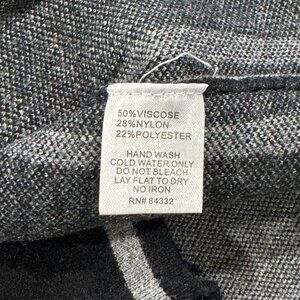 50%VISCOSE
28%NYLON
22%POLYESTER
HAND WASH
COLD WATER ONLY
DO NOT BLEACH
LAY FLAT TO DRY
NO IRON
RN# 84332